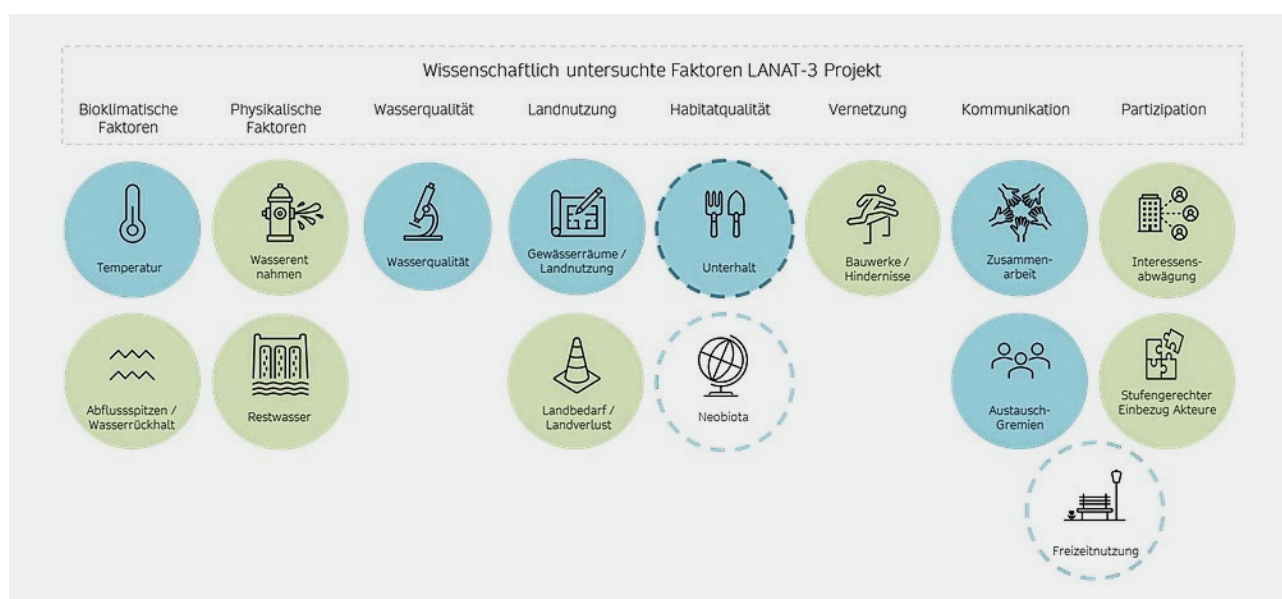 Wissenschaftlich untersuchte Faktoren LANAT-3 Projekt
Bioklimatische
Faktoren
Physikalische
Faktoren
Wasserqualität
Landnutzung
Habitatqualität
Vernetzung
Kommunikation
Partizipation
Temperatur
Wasserent
nahmen
Wasserqualität
Gewässerräume /
Landnutzung
Unterhalt
Bauwerke /
Hindernisse
Zusammen-
arbeit
Interessens-
abwägung
Abflussspitzen /
Wasserrückhalt
Restwasser
Landbedarf /
Landverlust
Neobiota
Austausch-
Gremien
Stufengerechter
Einbezug Akteure
Freizeitnutzung